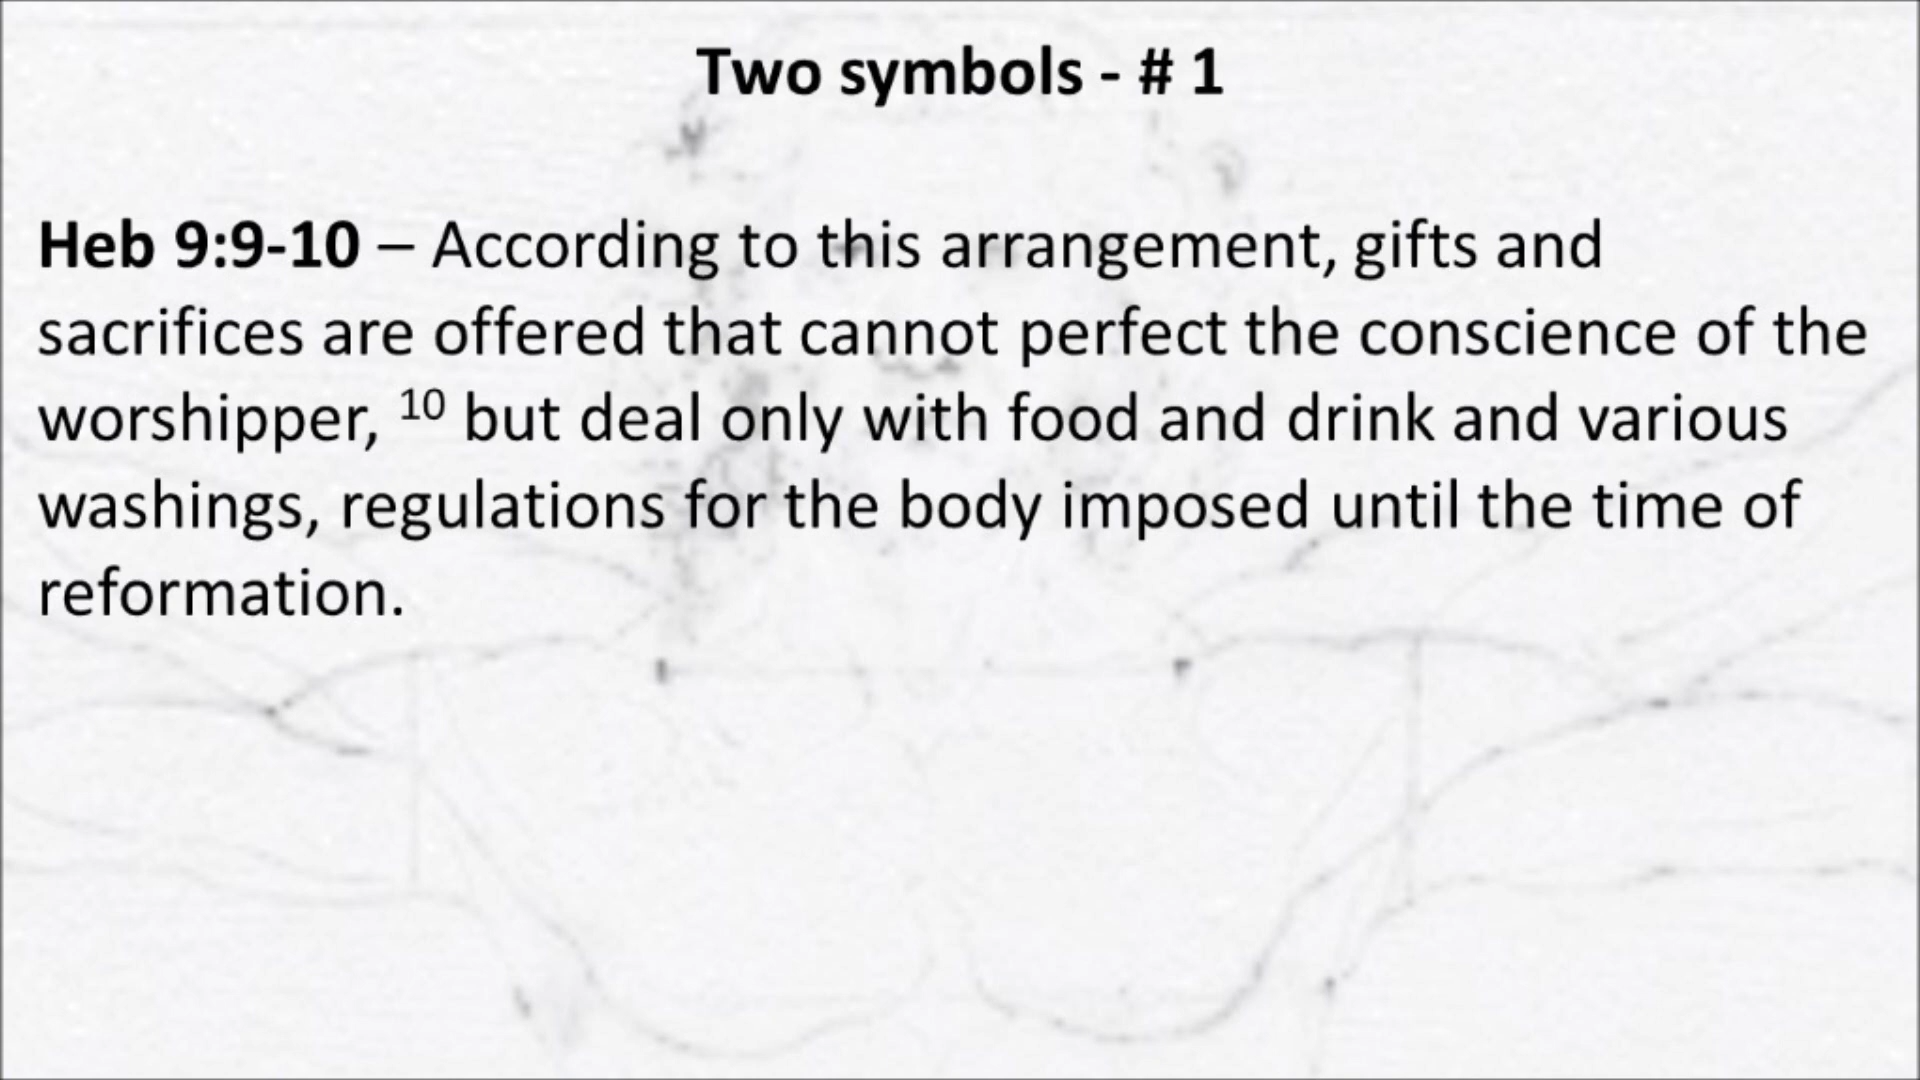 Two symbols - # 1
Heb 9:9-10 – According to this arrangement, gifts and
sacrifices are offered that cannot perfect the conscience of the
worshipper, 10 but deal only with food and drink and various
washings, regulations for the body imposed until the time of
reformation.